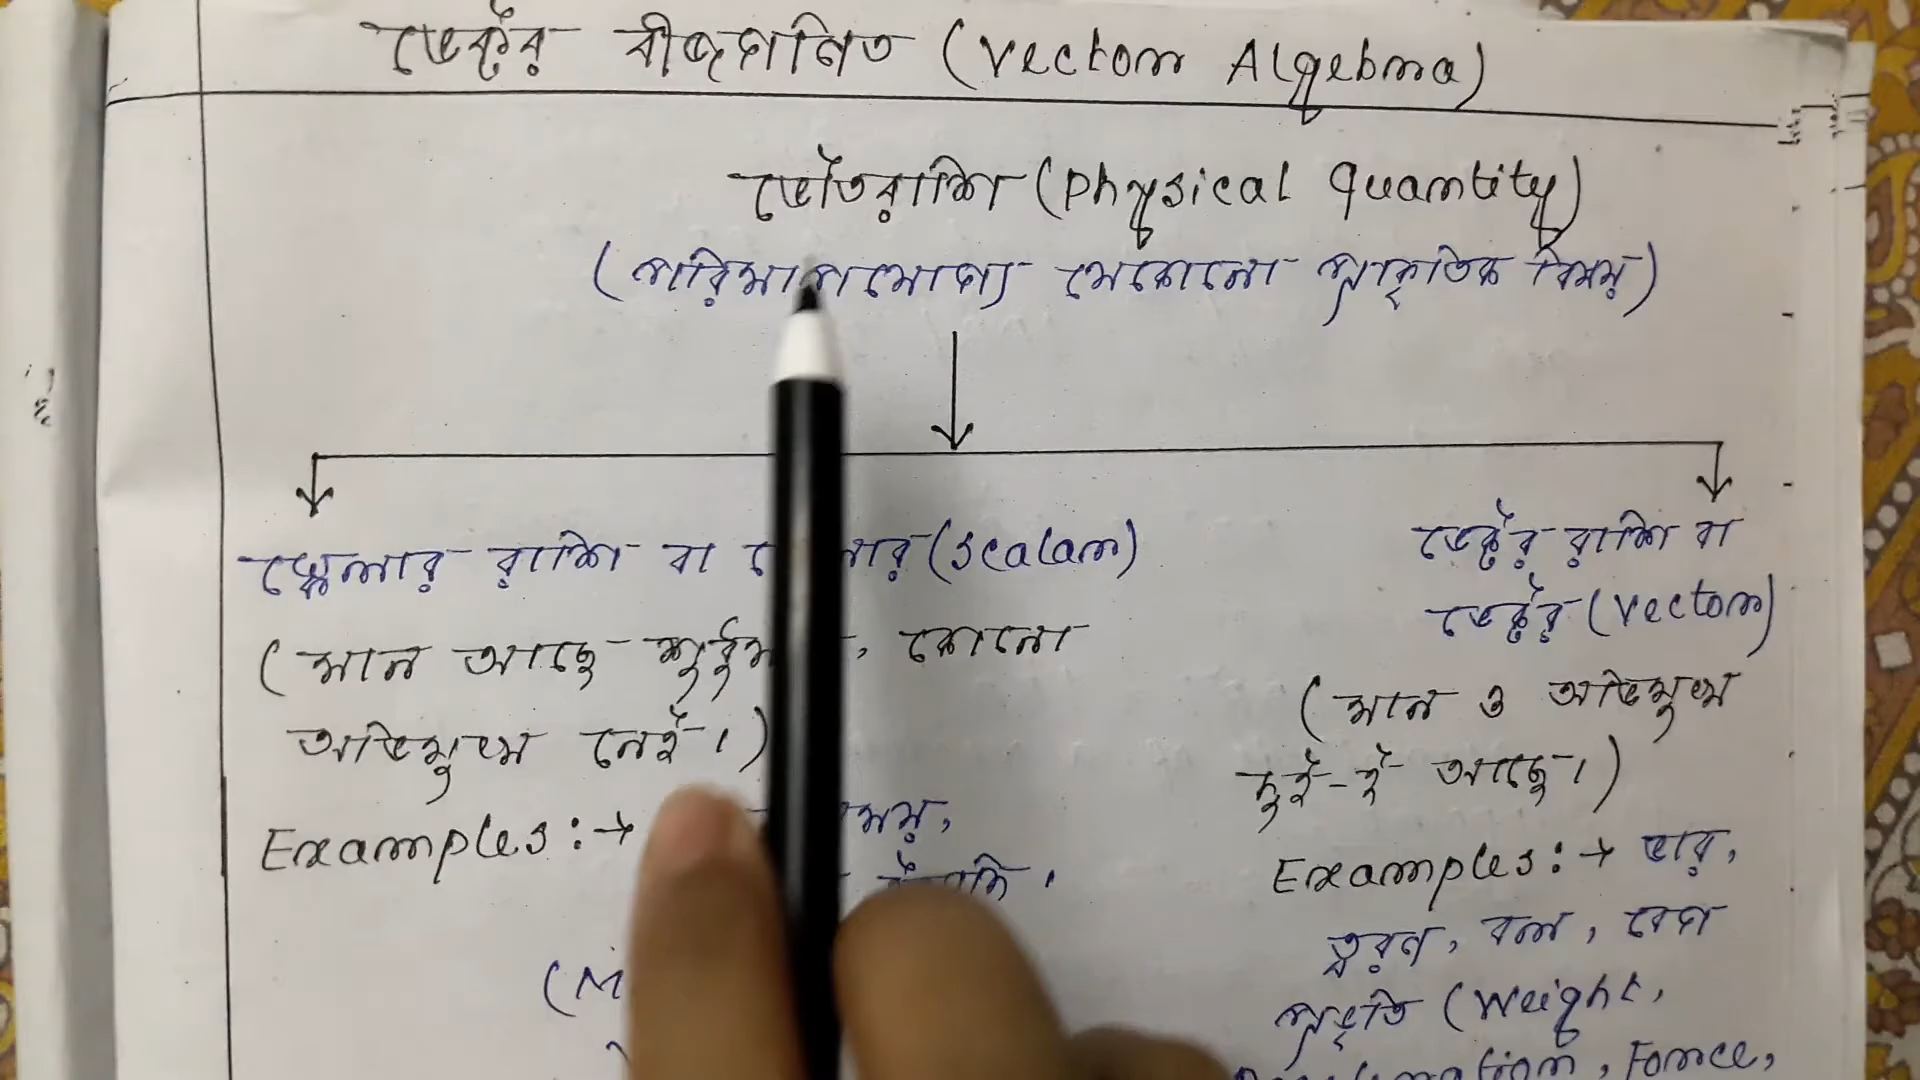 ভেক্টর বীজগণিত (Vector Algebra)
ভৌতরাশি (Physical Quantity)
(পরিমাপযোগ্য যেকোনো প্রাকৃতিক বিষয়)
স্কেলার রাশি বা (Scalar)
(মান আছে কোনো
অভিমুখ নেই।)
Examples :→
ভেক্টর রাশি বা
ভেক্টর (Vector)
(মান ও অভিমুখ
দুই-ই আছে।)
Examples :→ ভার,
ত্বরণ, বল, বেগ
প্রভৃতি (Weight,
Force,